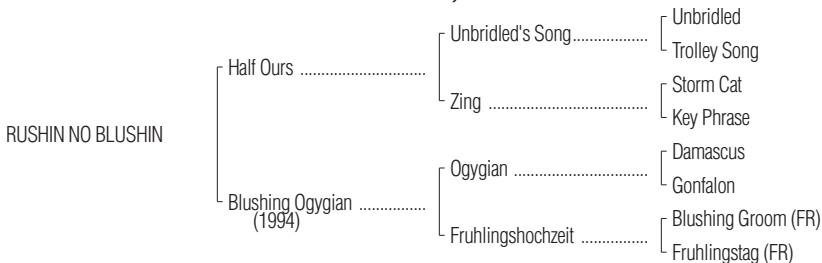 Unbridled
Unbridled's Song.................
Trolley Song
Half Ours ............................
Storm Cat
Zing ....................................
Key Phrase
RUSHIN NO BLUSHIN
Damascus
Ogygian ..............................
Gonfalon
Blushing Ogygian ...............
(1994)
Blushing Groom (FR)
Fruhlingshochzeit ...............
Fruhlingstag (FR)